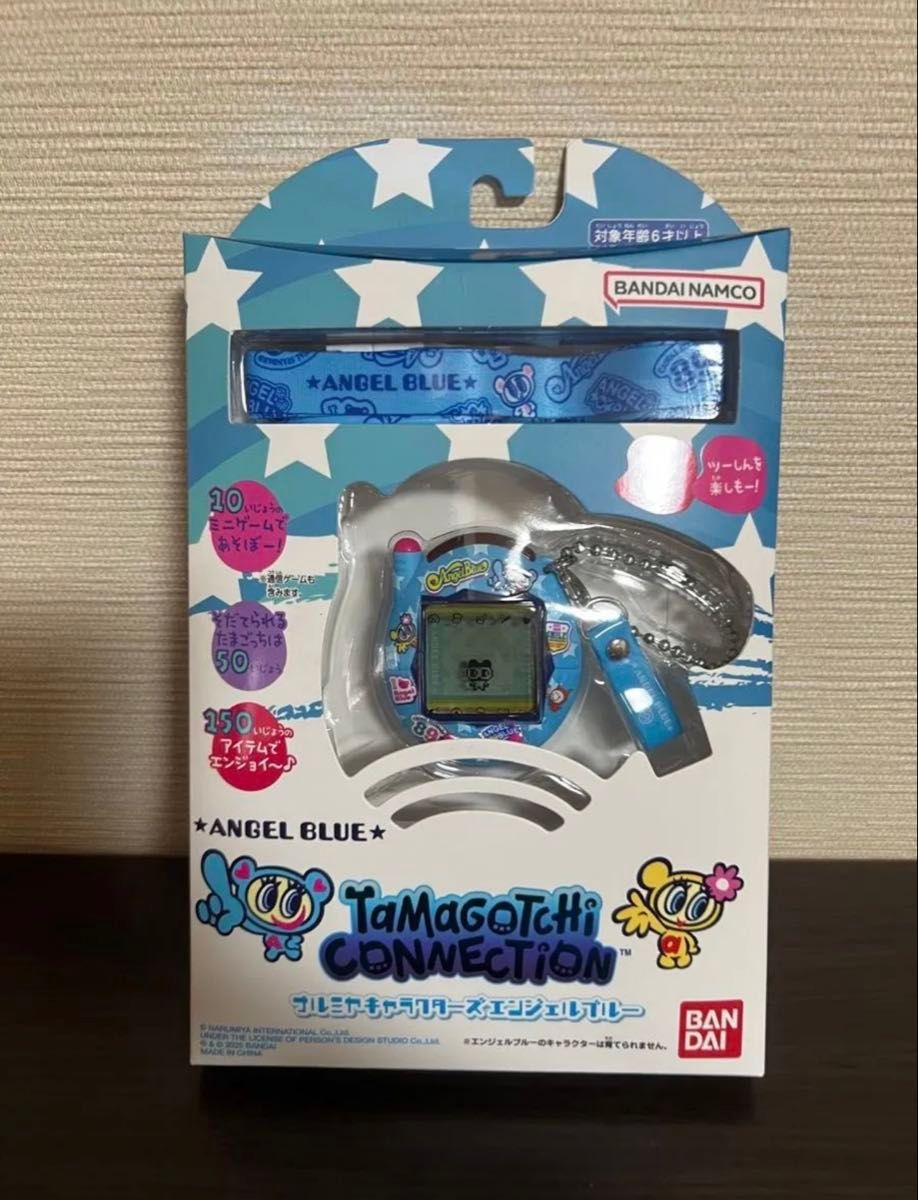 対象年齢6才以上
BANDAI NAMCO
★ANGEL BLUE★
ツーしんを
楽しもー!
10いじょうの
ミニゲームで
あそぼー!
※通信ゲームも
含みます。
そだてられる
たまごっちは
50いじょう
150いじょうの
アイテムで
エンジョイ〜♪
Angel Blue
ANGEL BLUE
★ANGEL BLUE★
TAMAGOTCHI
CONNECTION™
ナルミヤキャラクターズエンジェルブルー
© NARUMIYA INTERNATIONAL Co.,Ltd.
UNDER THE LICENSE OF PERSON'S DESIGN STUDIO Co.,Ltd.
© & ® 2025 BANDAI
MADE IN CHINA
※エンジェルブルーのキャラクターは育てられません。
BAN
DAI